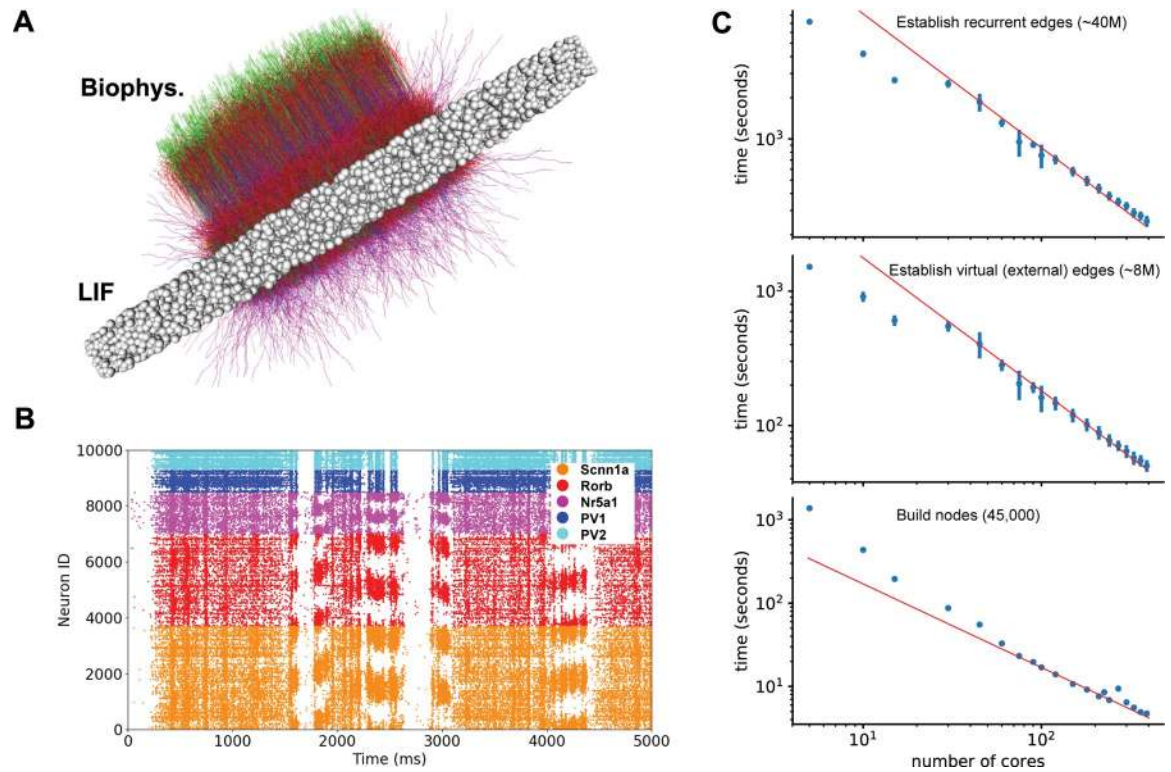 A
Biophys.
LIF
B
10000
8000
6000
4000
2000
0
Neuron ID
Scnn1a
Rorb
Nr5a1
PV1
PV2
0 1000 2000 3000 4000 5000
Time (ms)
C
Establish recurrent edges (~40M)
time (seconds)
10³
Establish virtual (external) edges (~8M)
time (seconds)
10³
10²
Build nodes (45,000)
time (seconds)
10³
10²
10¹
10¹ 10²
number of cores